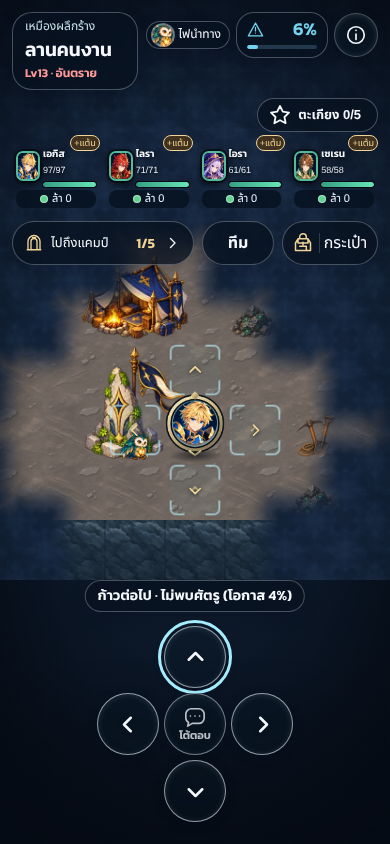 เหมืองผลึกร้าง
ลานคนงาน
Lv13 · อันตราย
ไฟนำทาง
6%
ตะเกียง 0/5
+แต้ม
+แต้ม
+แต้ม
+แต้ม
เอทิส
97/97
ไลรา
71/71
โอรา
61/61
เซเรน
58/58
ล้า 0
ล้า 0
ล้า 0
ล้า 0
ไปถึงแคมป์ 1/5
ทีม
กระเป๋า
ก้าวต่อไป · ไม่พบศัตรู (โอกาส 4%)
โต้ตอบ